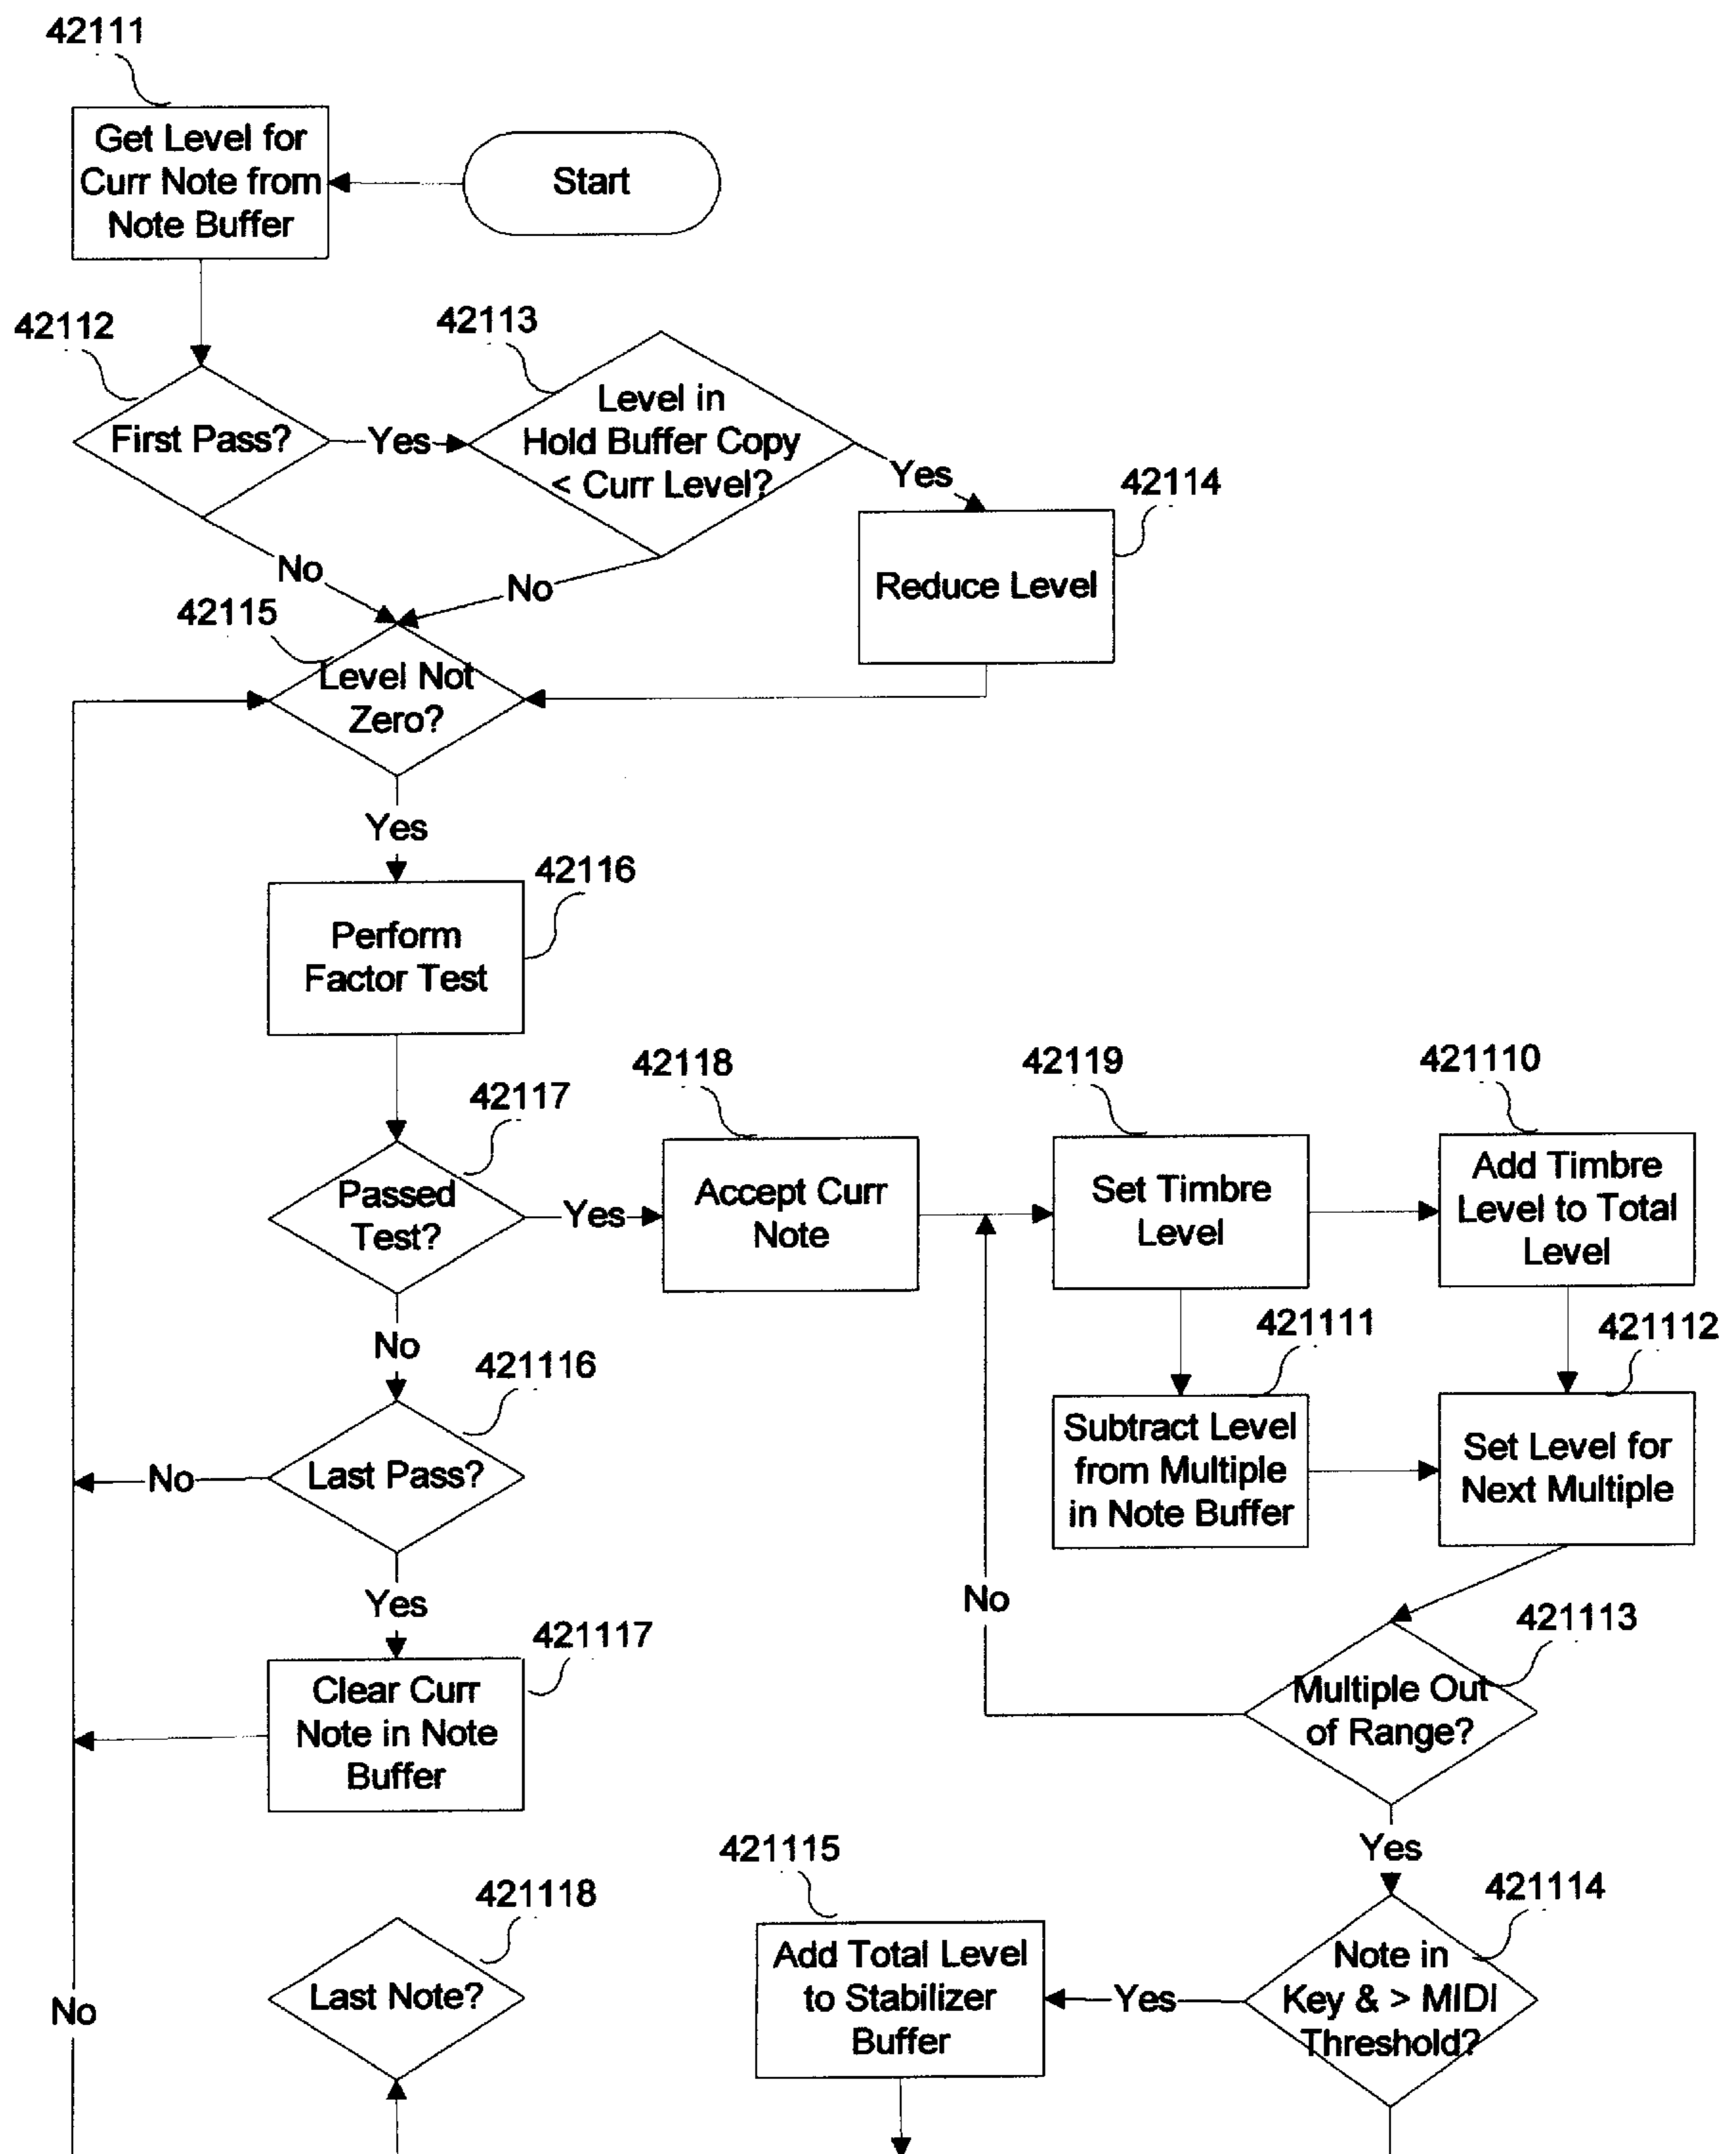 42111
Get Level for
Curr Note from
Note Buffer
Start
42112
First Pass?
Yes
42113
Level in
Hold Buffer Copy
< Curr Level?
Yes
42114
Reduce Level
No
No
42115
Level Not
Zero?
Yes
42116
Perform
Factor Test
42117
Passed
Test?
Yes
42118
Accept Curr
Note
42119
Set Timbre
Level
421110
Add Timbre
Level to Total
Level
No
421111
Subtract Level
from Multiple
in Note Buffer
421112
Set Level for
Next Multiple
421116
Last Pass?
No
Yes
No
421113
Multiple Out
of Range?
421117
Clear Curr
Note in Note
Buffer
Yes
421114
Note in
Key & > MIDI
Threshold?
Yes
421115
Add Total Level
to Stabilizer
Buffer
421118
Last Note?
No